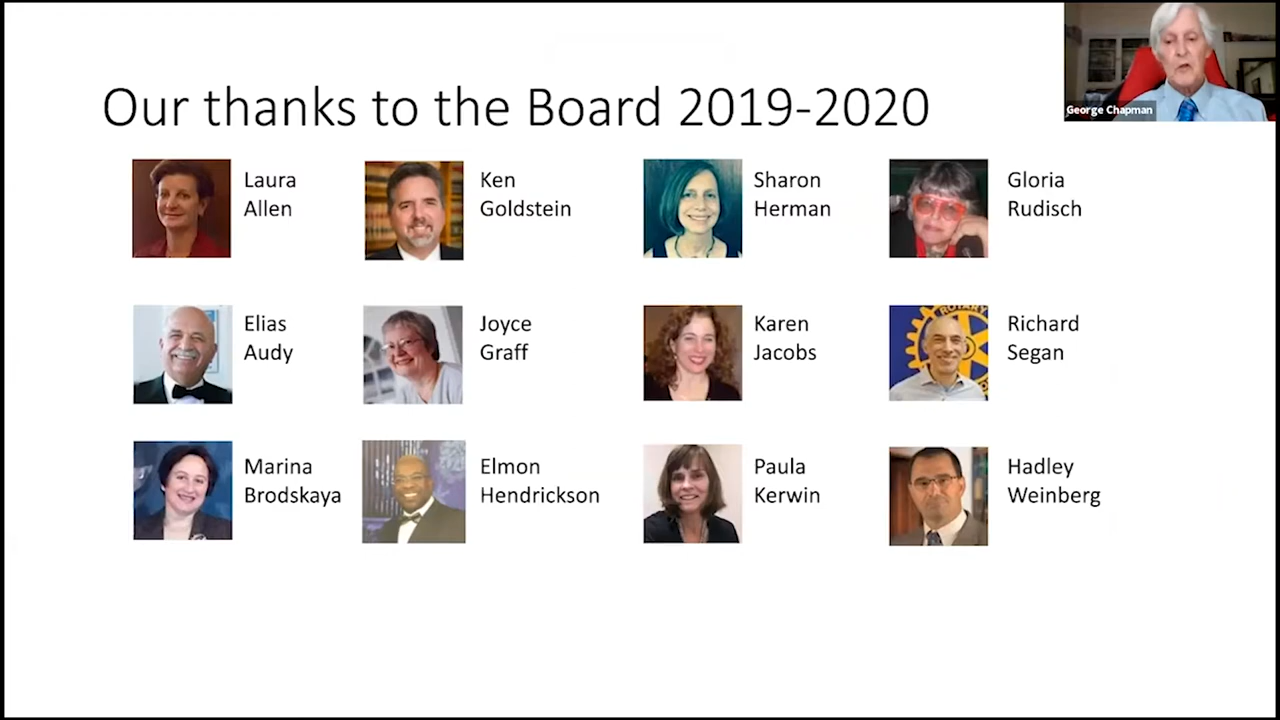 Our thanks to the Board 2019-2020
George Chapman
Laura
Allen
Ken
Goldstein
Sharon
Herman
Gloria
Rudisch
Elias
Audy
Joyce
Graff
Karen
Jacobs
ROTARY
Richard
Segan
Marina
Brodskaya
Elmon
Hendrickson
Paula
Kerwin
Hadley
Weinberg